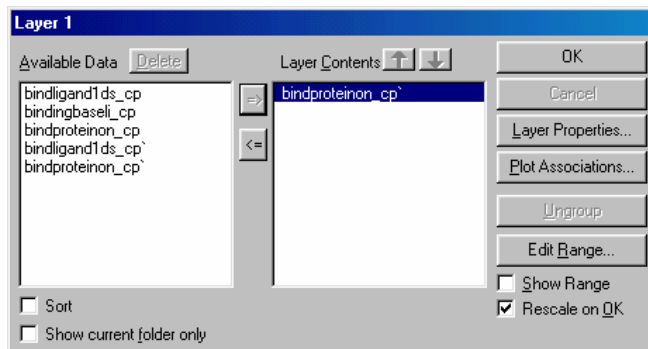 Layer 1
Available Data Delete
Layer Contents
OK
bindligand1ds_cp
bindingbaseli_cp
bindproteinon_cp
bindligand1ds_cp`
bindproteinon_cp`
=>
<=
bindproteinon_cp`
Cancel
Layer Properties...
Plot Associations...
Ungroup
Edit Range...
Show Range
Rescale on OK
Sort
Show current folder only